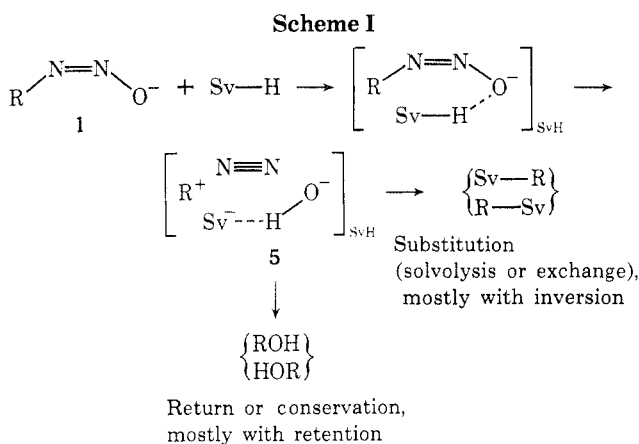 Scheme I
R N=N O⁻ + Sv—H ⟶ [R N=N O⁻ Sv—H]SvH ⟶
1
[R⁺ N≡N O⁻ Sv⁻---H]SvH ⟶ {Sv—R R—Sv}
5
Substitution
(solvolysis or exchange),
mostly with inversion
{ROH
HOR}
Return or conservation,
mostly with retention